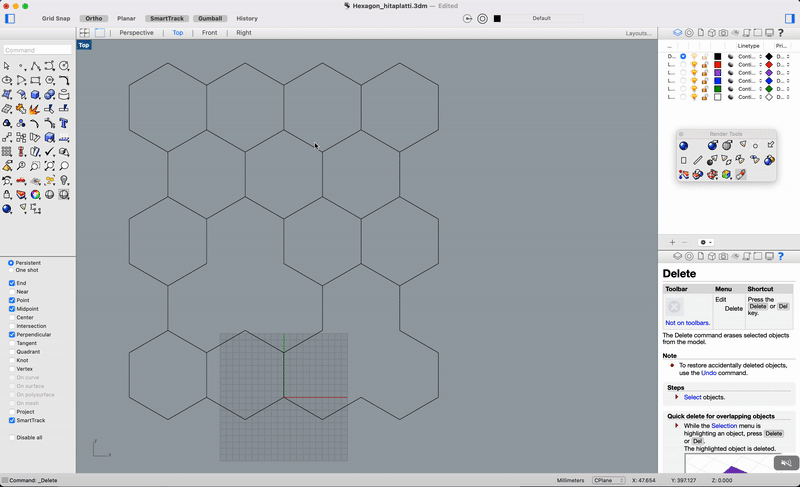 Hexagon_hitaplatti.3dm — Edited
Grid Snap
Ortho
Planar
SmartTrack
Gumball
History
Default
Perspective
Top
Front
Right
Layouts...
Top
Command
Persistent
One shot
End
Near
Point
Midpoint
Center
Intersection
Perpendicular
Tangent
Quadrant
Knot
Vertex
On curve
On surface
On polysurface
On mesh
Project
SmartTrack
Disable all
y
x
... Linetype Pri...
D... Conti... D...
L... Conti... D...
L... Conti... D...
L... Conti... D...
L... Conti... D...
L... Conti... D...
Render Tools
Delete
Toolbar Menu Shortcut
Not on toolbars.
Edit
Delete
Press the
Delete or Del
key.
The Delete command erases selected objects
from the model.
Note
To restore accidentally deleted objects,
use the Undo command.
Steps
Select objects.
Quick delete for overlapping objects
While the Selection menu is
highlighting an object, press Delete
or Del.
The highlighted object is deleted.
Command: _Delete
Millimeters
CPlane
X: 47.654
Y: 397.127
Z: 0.000